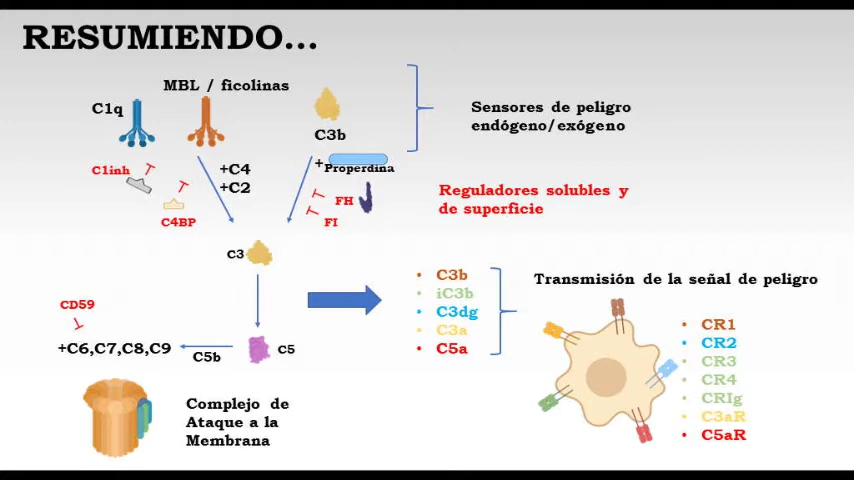 RESUMIENDO...
MBL / ficolinas
C1q
C3b
Sensores de peligro
endógeno/exógeno
C1inh
+C4
+C2
+Properdina
C4BP
FH
FI
Reguladores solubles y
de superficie
C3
CD59
+C6,C7,C8,C9
C5b
C5
Complejo de
Ataque a la
Membrana
• C3b
• iC3b
• C3dg
• C3a
• C5a
Transmisión de la señal de peligro
• CR1
• CR2
• CR3
• CR4
• CRIg
• C3aR
• C5aR